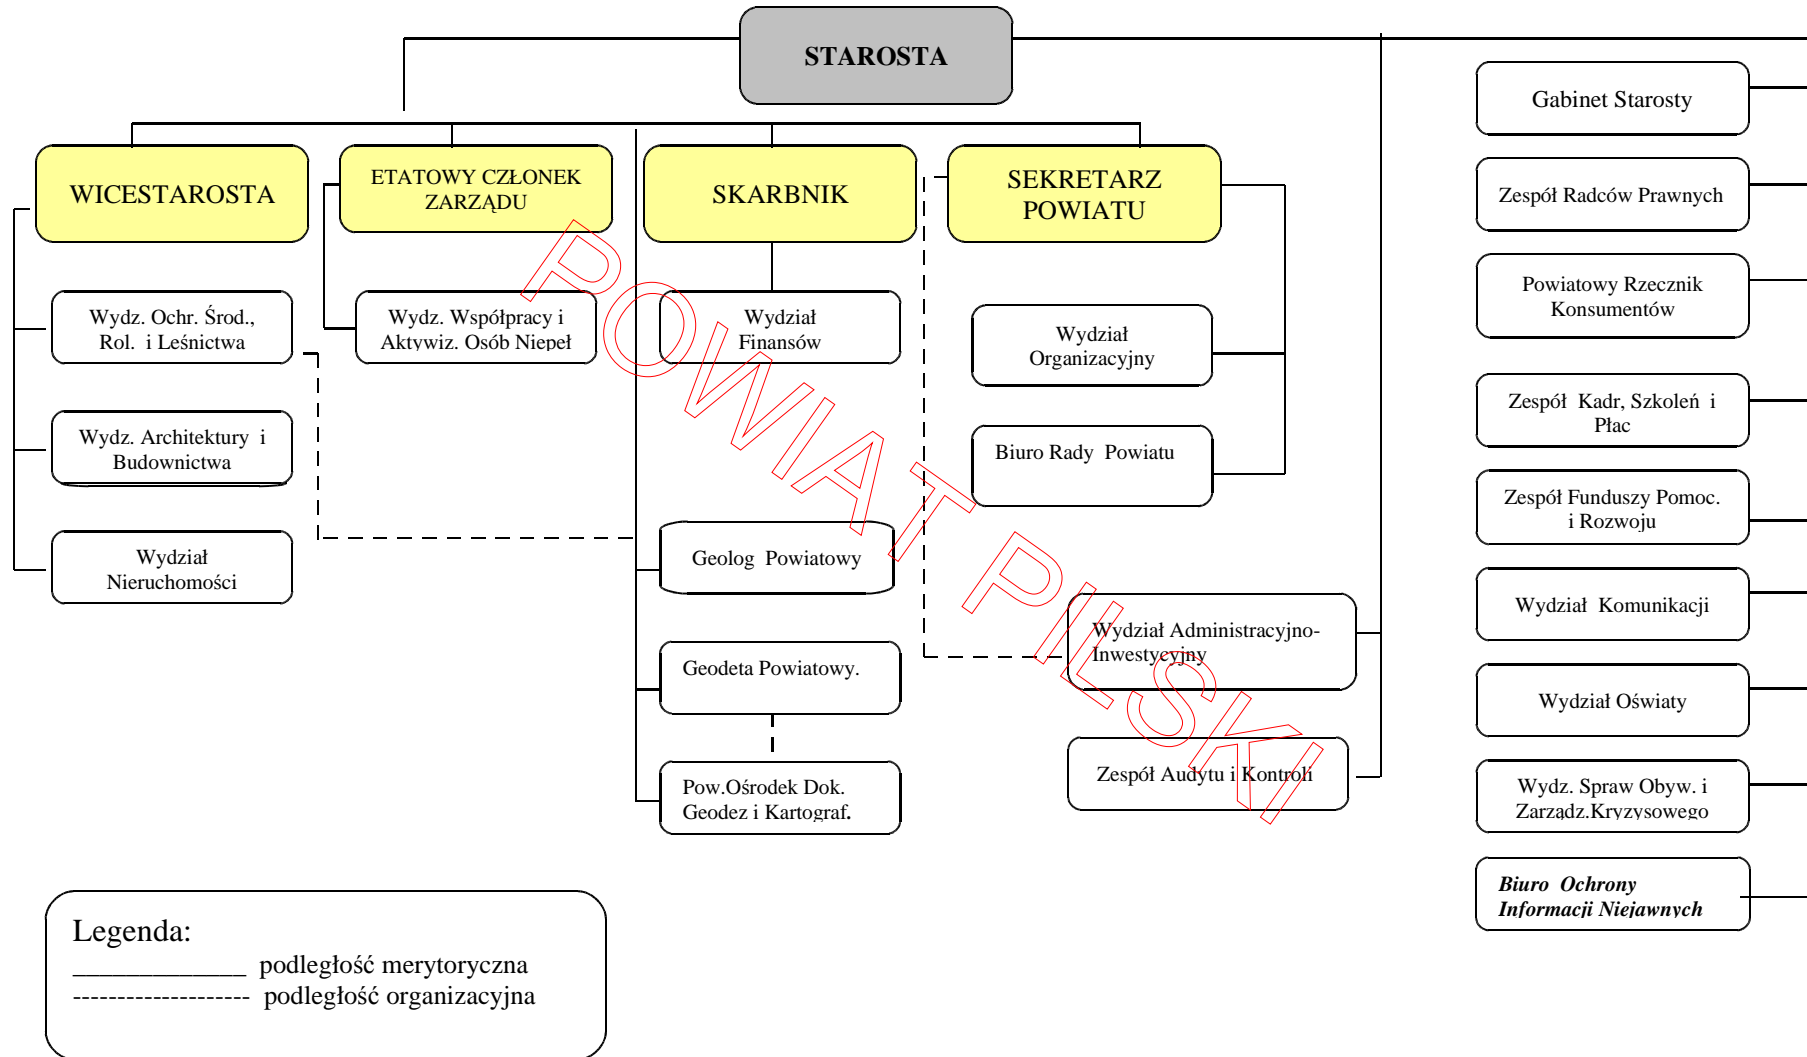 STAROSTA
Gabinet Starosty
WICESTAROSTA
ETATOWY CZŁONEK
ZARZĄDU
SKARBNIK
SEKRETARZ
POWIATU
Zespół Radców Prawnych
Powiatowy Rzecznik
Konsumentów
Wydz. Ochr. Środ.,
Rol. i Leśnictwa
Wydz. Współpracy i
Aktywiz. Osób Niepeł
Wydział
Finansów
Wydział
Organizacyjny
Zespół Kadr, Szkoleń i
Płac
Wydz. Architektury i
Budownictwa
Biuro Rady Powiatu
Zespół Funduszy Pomoc.
i Rozwoju
Wydział
Nieruchomości
Geolog Powiatowy
Wydział Komunikacji
Wydział Administracyjno-
Inwestycyjny
Geodeta Powiatowy.
Wydział Oświaty
Pow.Ośrodek Dok.
Geodez i Kartograf.
Zespół Audytu i Kontroli
Wydz. Spraw Obyw. i
Zarządz.Kryzysowego
Biuro Ochrony
Informacji Niejawnych
POWIAT PILSKI
Legenda:
_____________ podległość merytoryczna
-------------------- podległość organizacyjna